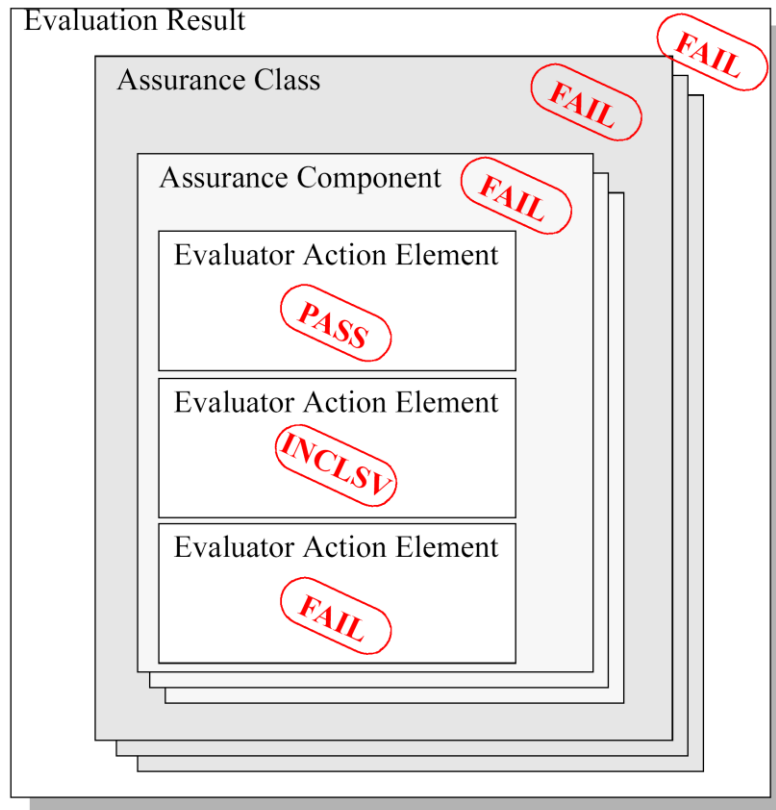 Evaluation Result
FAIL
Assurance Class
FAIL
Assurance Component
FAIL
Evaluator Action Element
PASS
Evaluator Action Element
INCLSV
Evaluator Action Element
FAIL